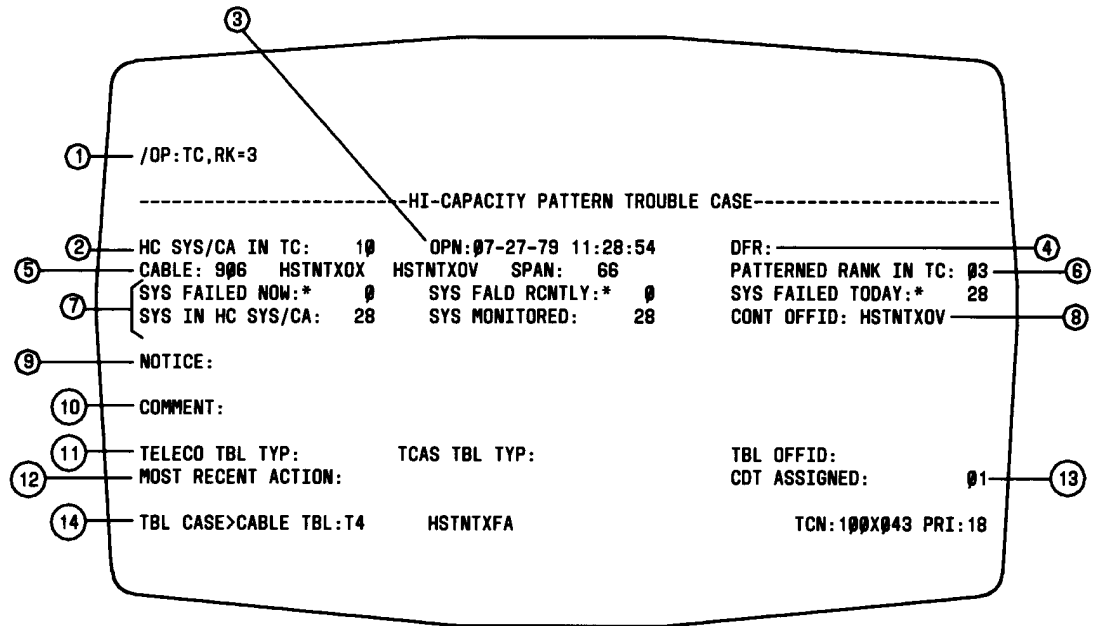 ③
① /OP:TC,RK=3
------------------------HI-CAPACITY PATTERN TROUBLE CASE----------------------
② HC SYS/CA IN TC: 1Ø OPN:Ø7-27-79 11:28:54 DFR: ④
⑤ CABLE: 9Ø6 HSTNTXOX HSTNTXOV SPAN: 66 PATTERNED RANK IN TC: Ø3 ⑥
⑦ SYS FAILED NOW:* Ø SYS FALD RCNTLY:* Ø SYS FAILED TODAY:* 28
SYS IN HC SYS/CA: 28 SYS MONITORED: 28 CONT OFFID: HSTNTXOV ⑧
⑨ NOTICE:
⑩ COMMENT:
⑪ TELECO TBL TYP: TCAS TBL TYP: TBL OFFID:
⑫ MOST RECENT ACTION: CDT ASSIGNED: Ø1 ⑬
⑭ TBL CASE>CABLE TBL:T4 HSTNTXFA TCN:1ØØXØ43 PRI:18